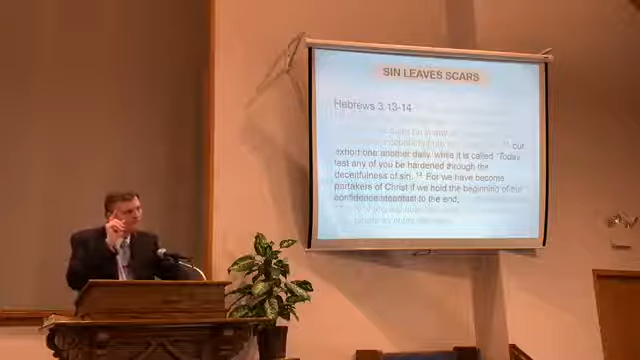 SIN LEAVES SCARS
Hebrews 3:13-14
13 but
exhort one another daily, while it is called "Today,
lest any of you be hardened through the
deceitfulness of sin. 14 For we have become
partakers of Christ if we hold the beginning of our
confidence steadfast to the end,